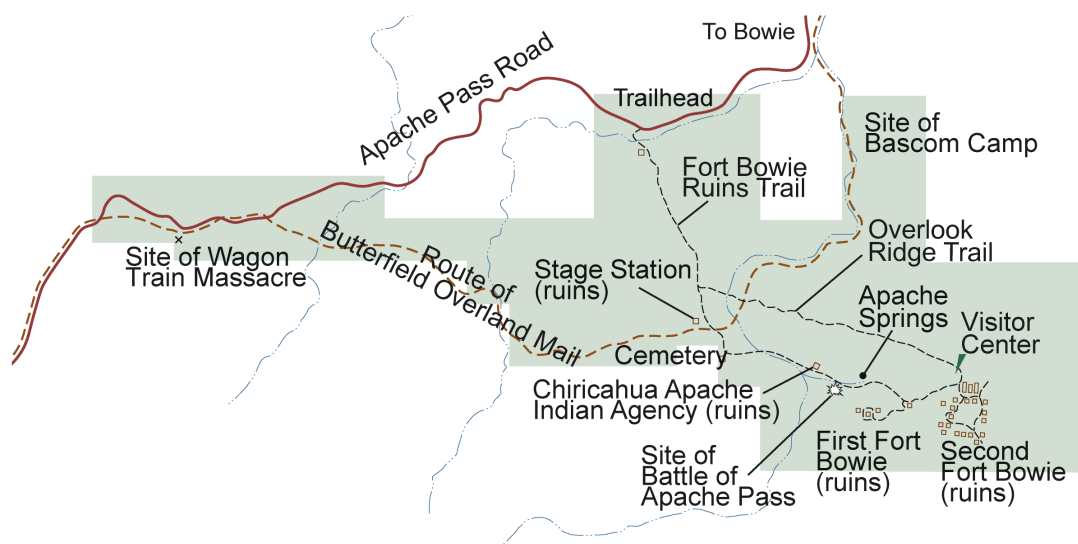 To Bowie
Apache Pass Road
Trailhead
Site of
Bascom Camp
Fort Bowie
Ruins Trail
Overlook
Ridge Trail
Site of Wagon
Train Massacre
Route of
Butterfield Overland Mail
Stage Station
(ruins)
Apache
Springs
Visitor
Center
Cemetery
Chiricahua Apache
Indian Agency (ruins)
Site of
Battle of
Apache Pass
First Fort
Bowie
(ruins)
Second
Fort Bowie
(ruins)